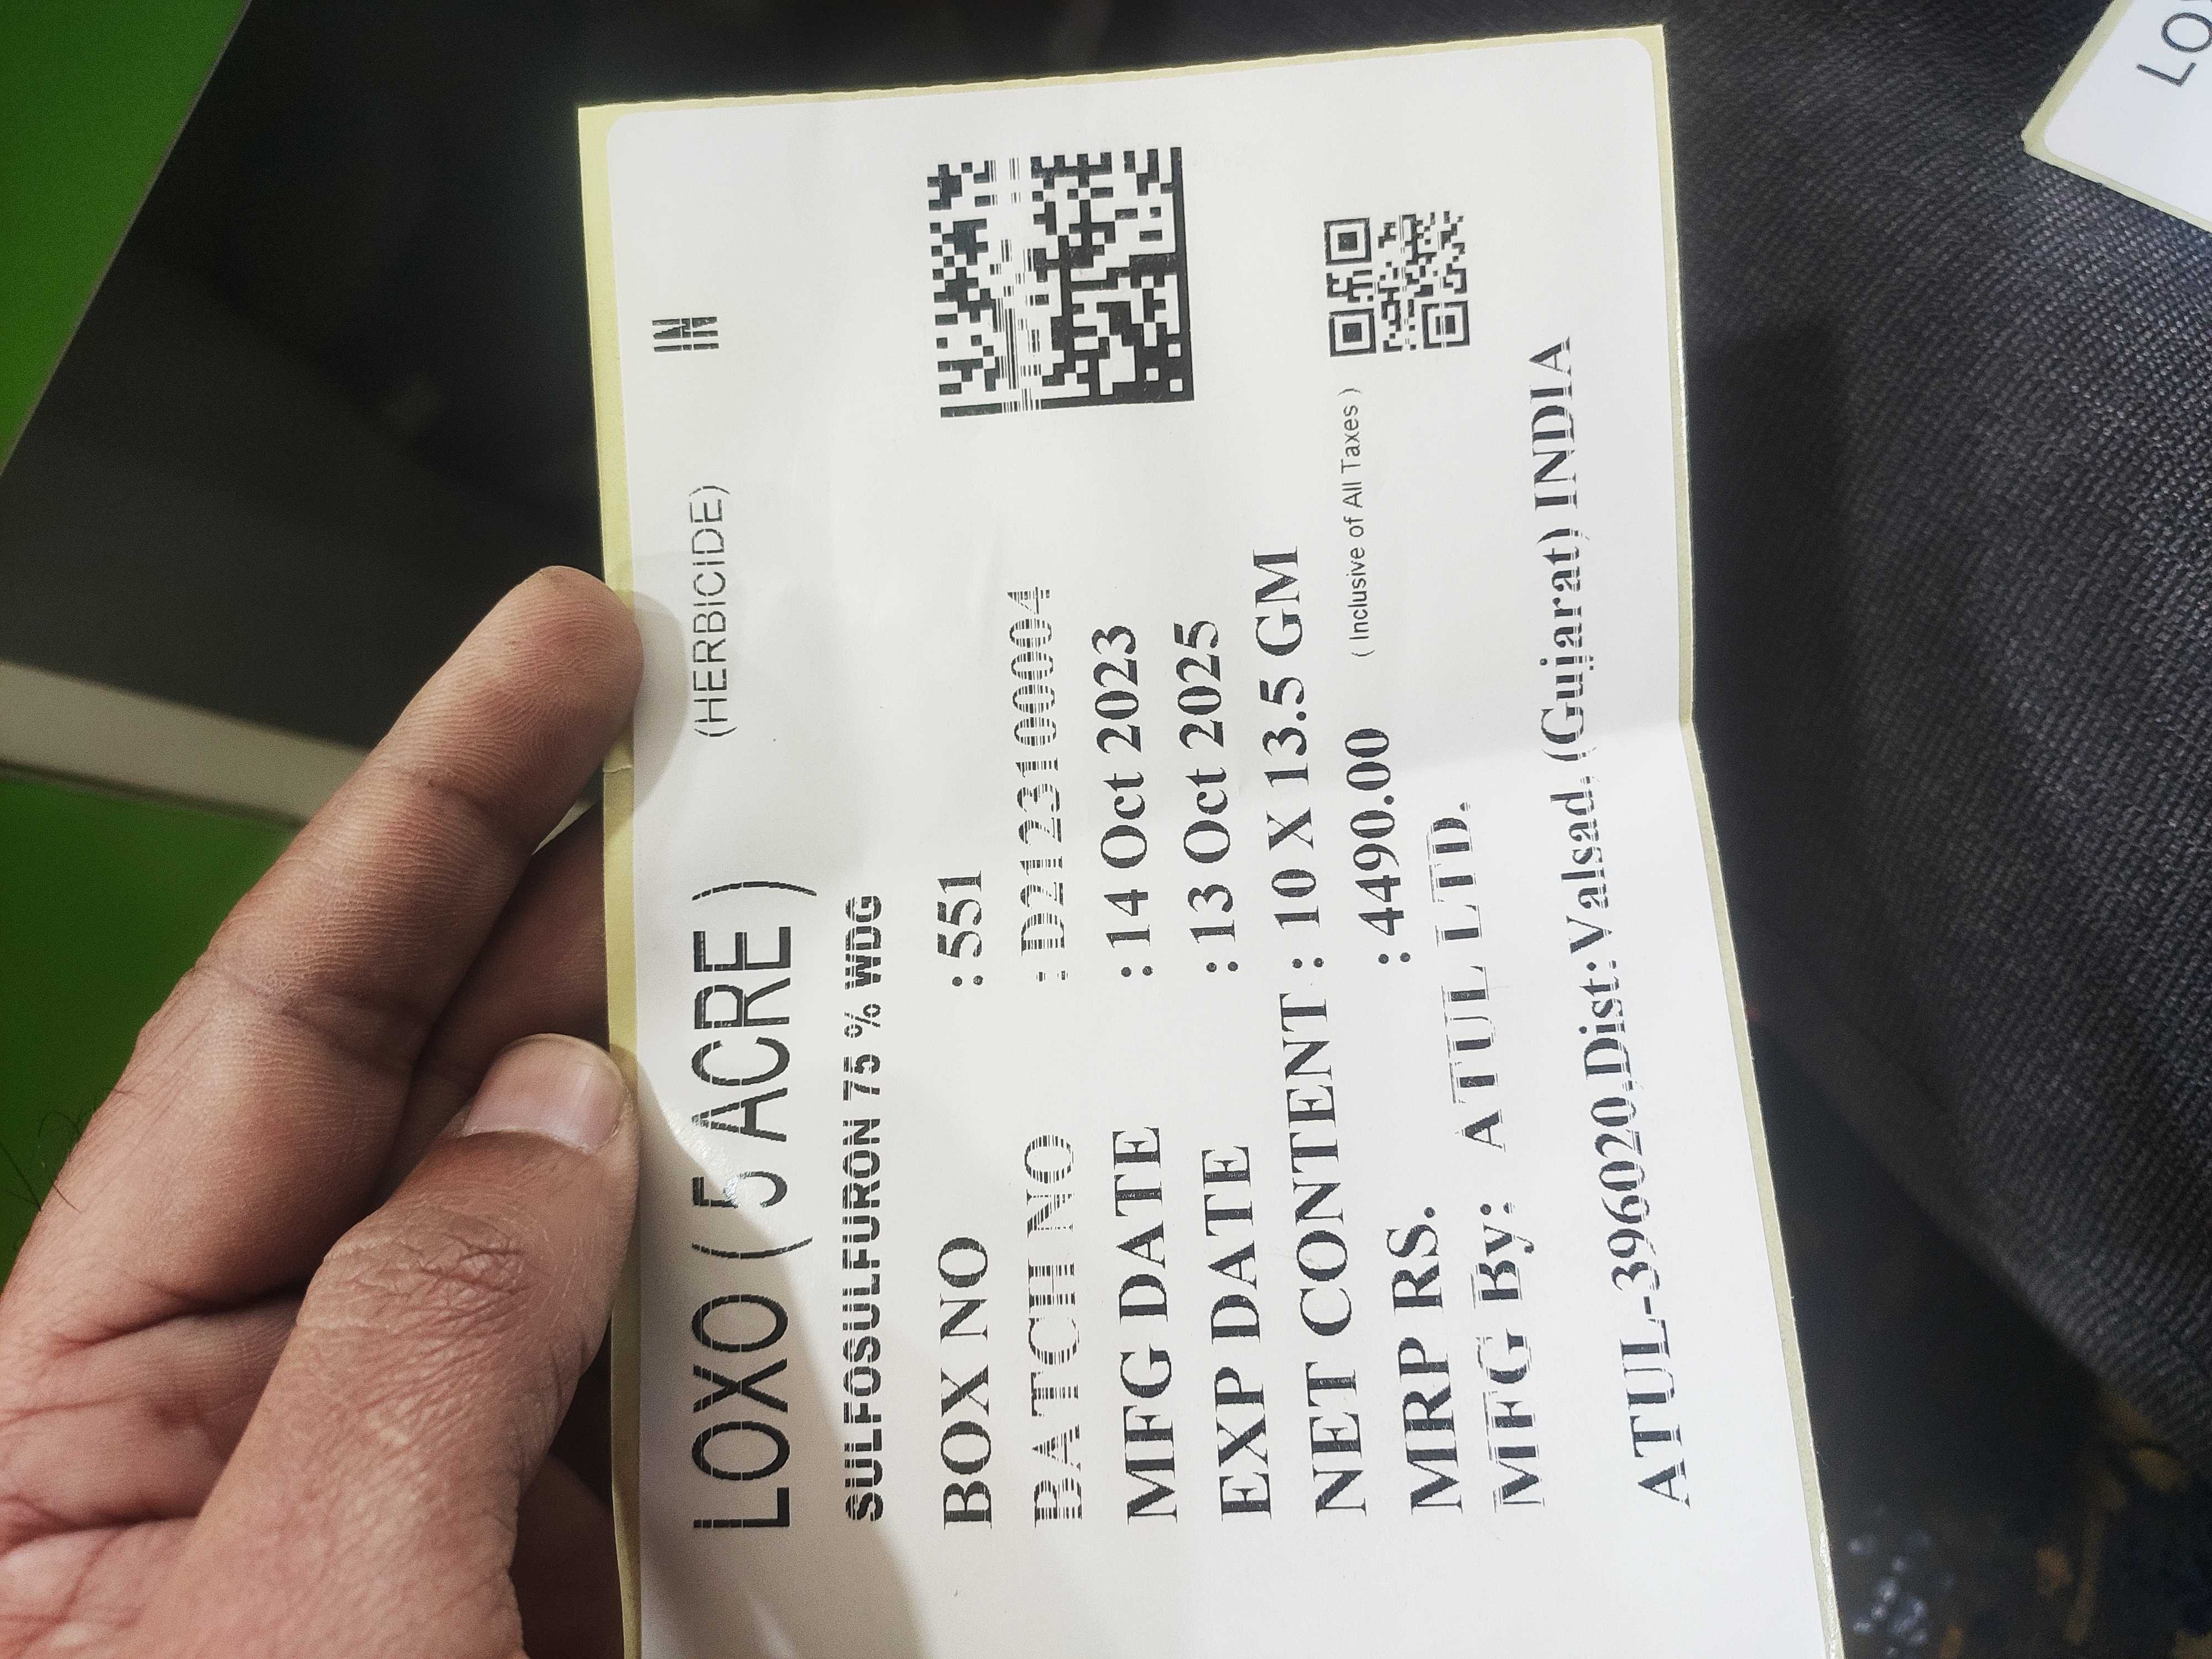 LOXO ( 5 ACRE ) (HERBICIDE) IN
SULFOSULFURON 75 % WDG
BOX NO :551
BATCH NO :D212310004
MFG DATE :14 Oct 2023
EXP DATE :13 Oct 2025
NET CONTENT : 10 X 13.5 GM
MRP RS. : 4490.00 ( Inclusive of All Taxes )
MFG By: ATUL LTD.
ATUL-396020,Dist:Valsad, (Gujarat) INDIA
LO